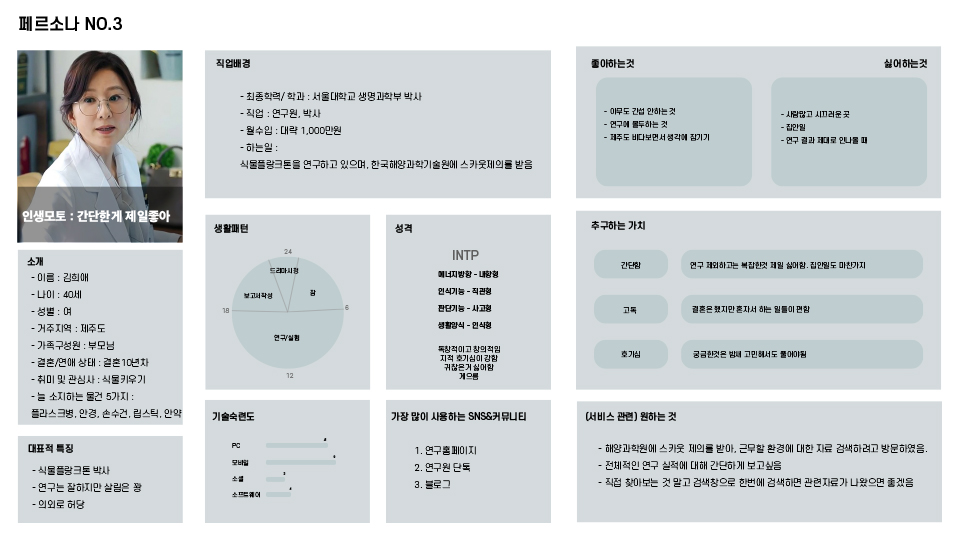 페르소나 NO.3
인생모토 : 간단한게 제일좋아
소개
- 이름 : 김희애
- 나이 : 40세
- 성별 : 여
- 거주지역 : 제주도
- 가족구성원 : 부모님
- 결혼/연애 상태 : 결혼10년차
- 취미 및 관심사 : 식물키우기
- 늘 소지하는 물건 5가지 :
플라스크병, 안경, 손수건, 립스틱, 안약
대표적 특징
- 식물플랑크톤 박사
- 연구는 잘하지만 살림은 꽝
- 의외로 허당
직업배경
- 최종학력/ 학과 : 서울대학교 생명과학부 박사
- 직업 : 연구원, 박사
- 월수입 : 대략 1,000만원
- 하는일 :
식물플랑크톤을 연구하고 있으며, 한국해양과학기술원에 스카웃제의를 받음
생활패턴
24
드라마시청
보고서작성
잠
18
6
연구/실험
12
성격
INTP
에너지방향 - 내향형
인식기능 - 직관형
판단기능 - 사고형
생활양식 - 인식형
독창적이고 창의적임
지적 호기심이 강함
귀찮은거 싫어함
게으름
기술숙련도
PC
모바일
소셜
소프트웨어
가장 많이 사용하는 SNS&커뮤니티
1. 연구홈페이지
2. 연구원 단톡
3. 블로그
좋아하는것
싫어하는것
- 아무도 간섭 안하는 것
- 연구에 몰두하는 것
- 제주도 바다보면서 생각에 잠기기
- 사람많고 시끄러운 곳
- 집안일
- 연구 결과 제대로 안나올 때
추구하는 가치
간단함
연구 제외하고는 복잡한것 제일 싫어함. 집안일도 마찬가지
고독
결혼은 했지만 혼자서 하는 일들이 편함
호기심
궁금한것은 밤새 고민해서도 풀어야됨
(서비스 관련) 원하는 것
- 해양과학원에 스카웃 제의를 받아, 근무할 환경에 대한 자료 검색하려고 방문하였음.
- 전체적인 연구 실적에 대해 간단하게 보고싶음
- 직접 찾아보는 것 말고 검색창으로 한번에 검색하면 관련자료가 나왔으면 좋겠음